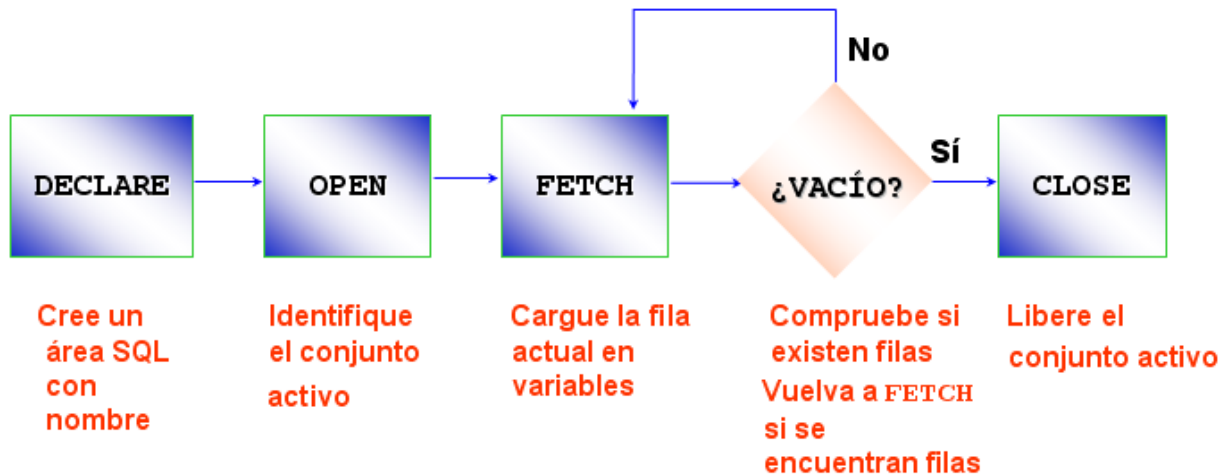 No
Sí
DECLARE
OPEN
FETCH
¿VACÍO?
CLOSE
Cree un
área SQL
con
nombre
Identifique
el conjunto
activo
Cargue la fila
actual en
variables
Compruebe si
existen filas
Vuelva a FETCH
si se
encuentran filas
Libere el
conjunto activo